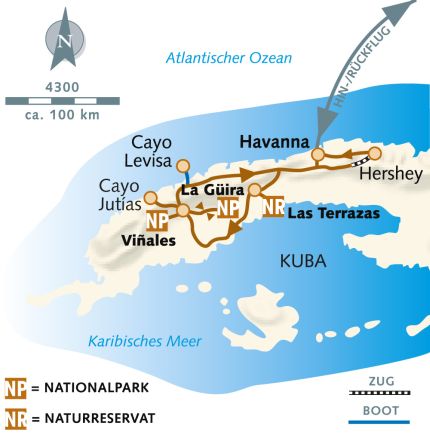 N
Atlantischer Ozean
HIN-/RÜCKFLUG
4300
ca. 100 km
Cayo
Levisa
Havanna
Hershey
La Güira
Cayo
Jutías
NP
NP
NR
Las Terrazas
Viñales
KUBA
Karibisches Meer
NP = NATIONALPARK
NR = NATURRESERVAT
ZUG
BOOT